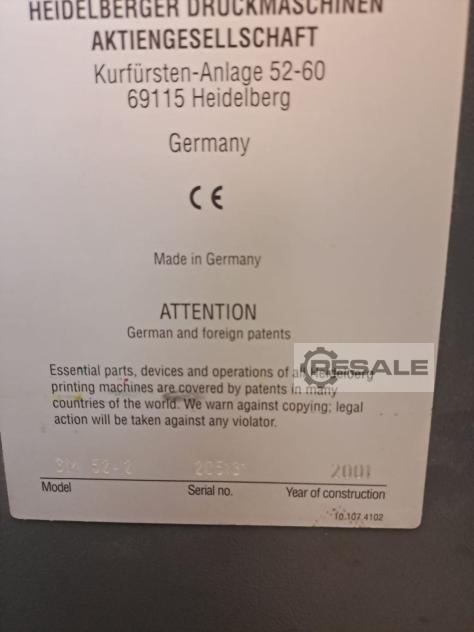 HEIDELBERGER DRUCKMASCHINEN
AKTIENGESELLSCHAFT
Kurfürsten-Anlage 52-60
69115 Heidelberg
Germany
CE
Made in Germany
ATTENTION
German and foreign patents
Essential parts, devices and operations of all Heidelberg
printing machines are covered by patents in many
countries of the world. We warn against copying; legal
action will be taken against any violator.
RESALE
SM 52-2 2001
Model Serial no. Year of construction
10.107.4102